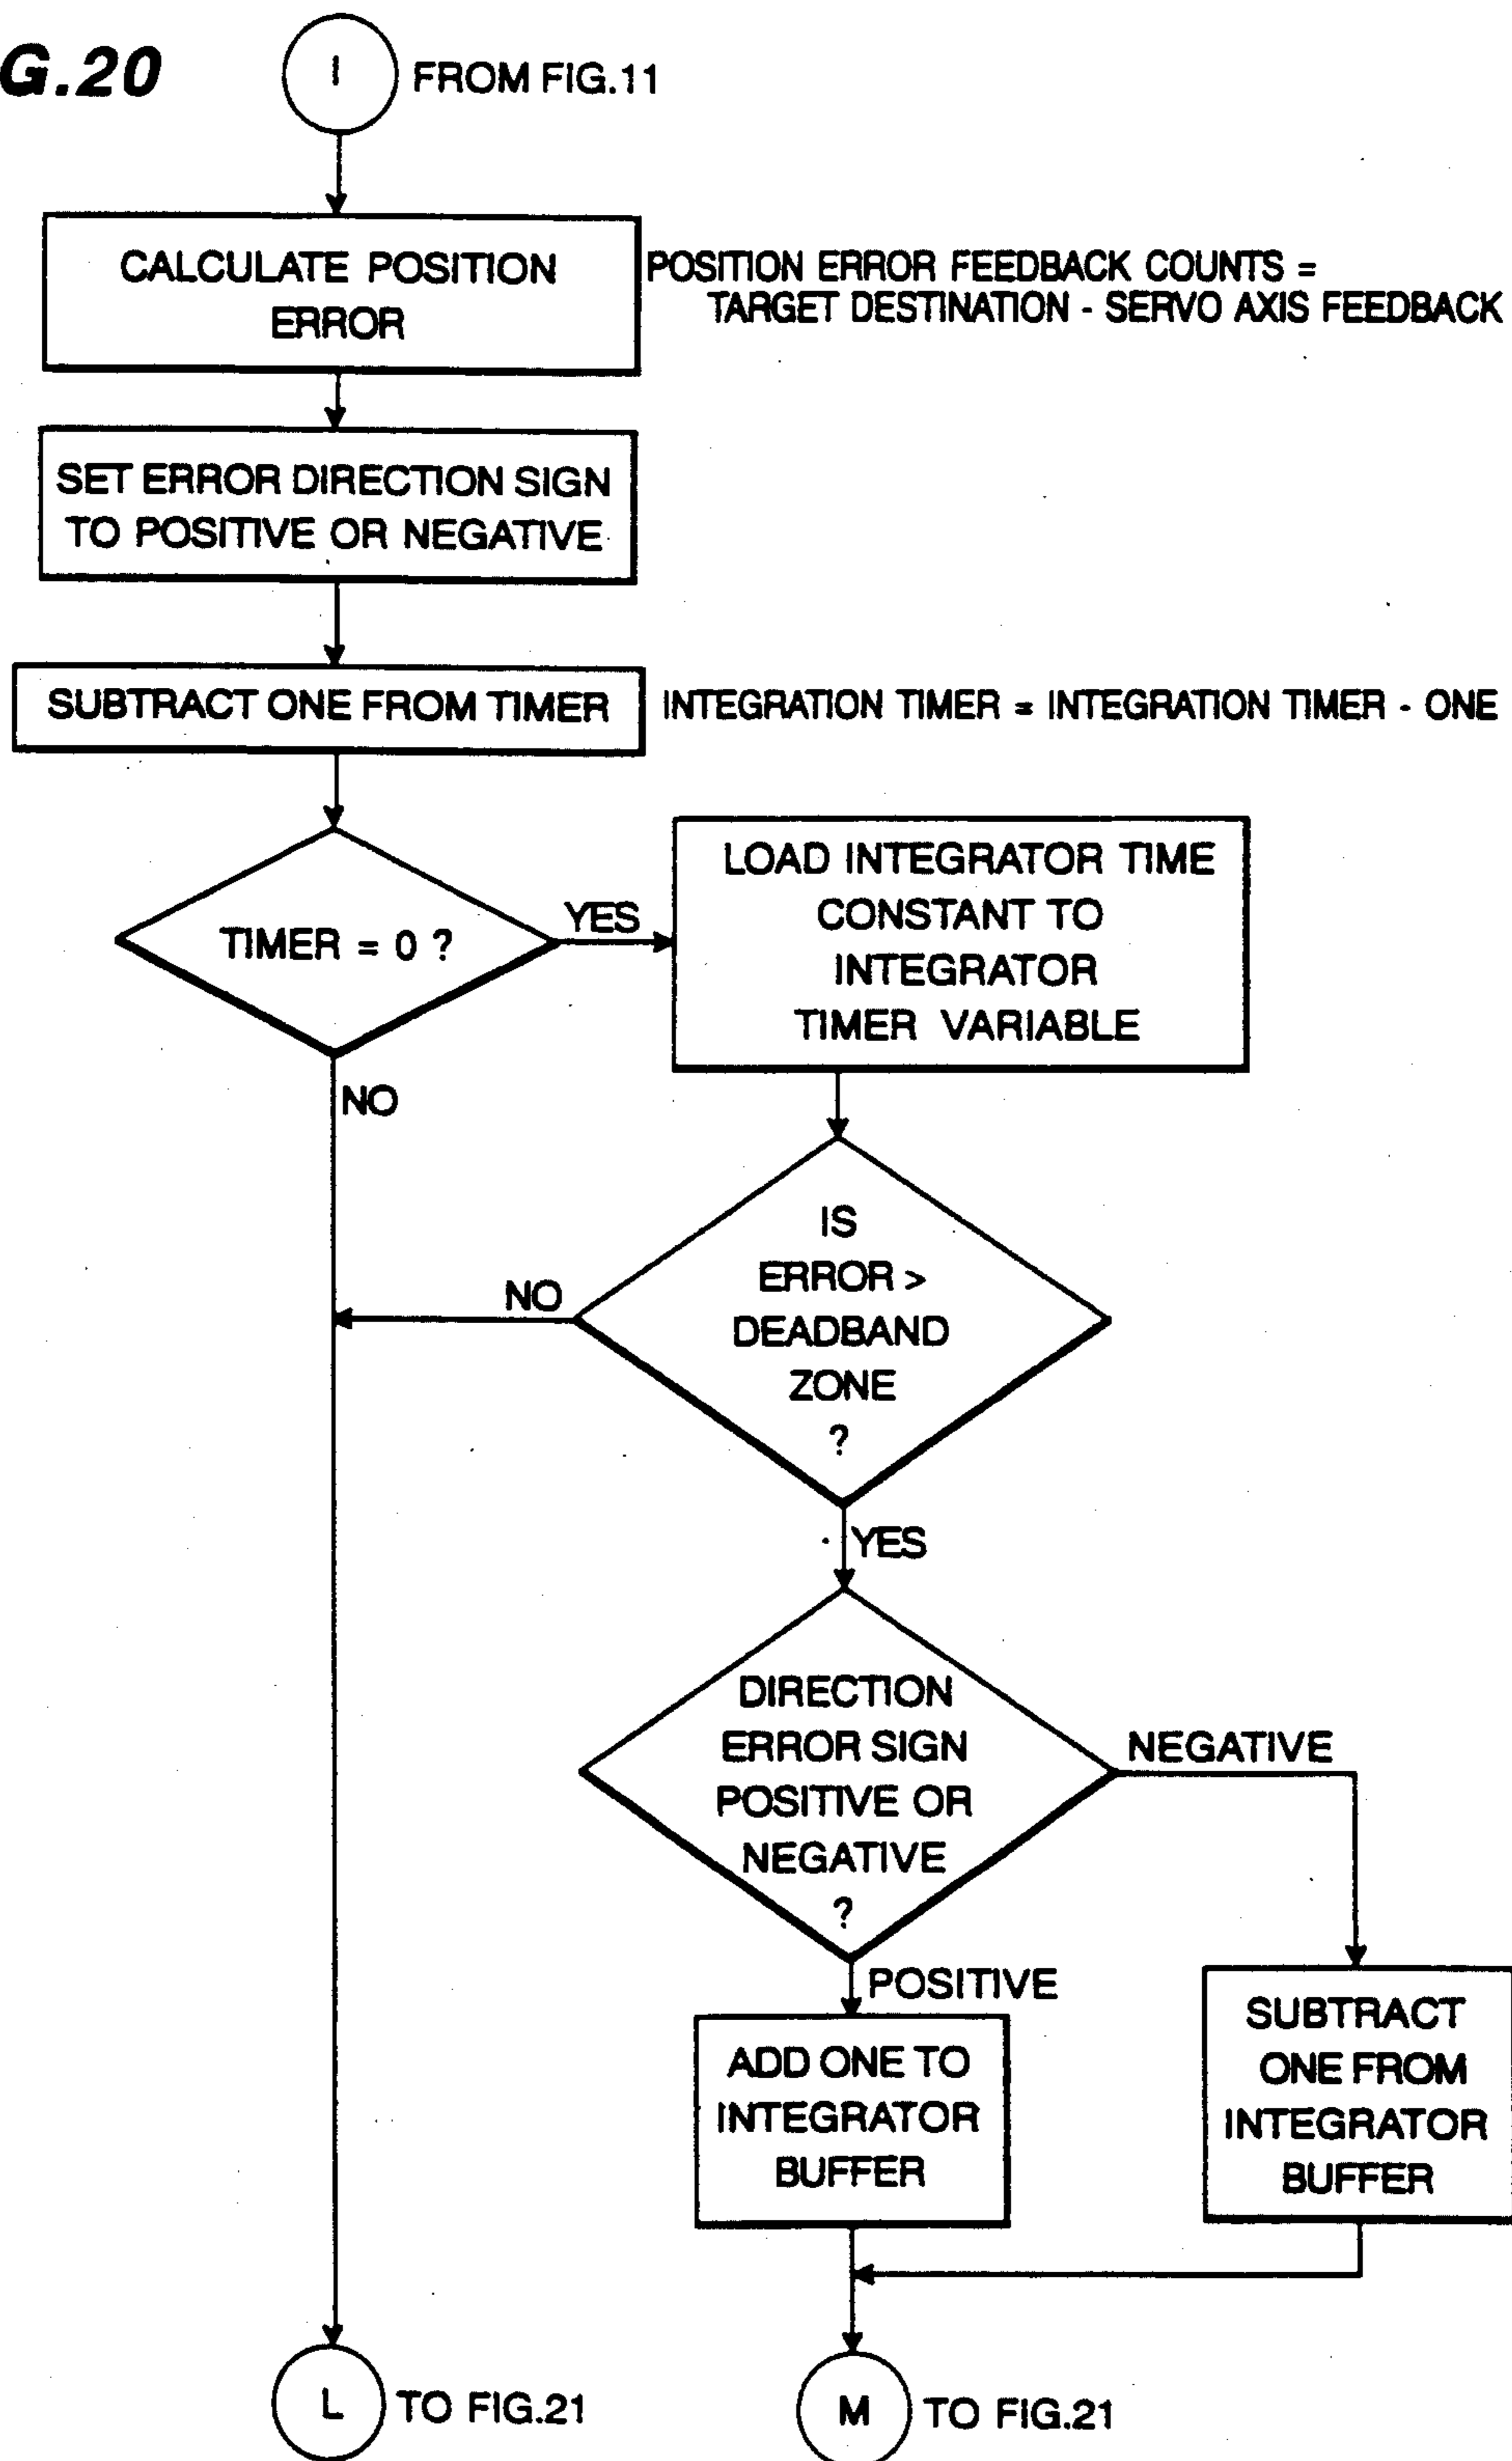 G.20
I FROM FIG.11
CALCULATE POSITION
ERROR
POSITION ERROR FEEDBACK COUNTS =
TARGET DESTINATION - SERVO AXIS FEEDBACK
SET ERROR DIRECTION SIGN
TO POSITIVE OR NEGATIVE
SUBTRACT ONE FROM TIMER
INTEGRATION TIMER = INTEGRATION TIMER - ONE
TIMER = 0 ?
YES
NO
LOAD INTEGRATOR TIME
CONSTANT TO
INTEGRATOR
TIMER VARIABLE
IS
ERROR >
DEADBAND
ZONE
?
NO
YES
DIRECTION
ERROR SIGN
POSITIVE OR
NEGATIVE
?
NEGATIVE
POSITIVE
ADD ONE TO
INTEGRATOR
BUFFER
SUBTRACT
ONE FROM
INTEGRATOR
BUFFER
L TO FIG.21
M TO FIG.21